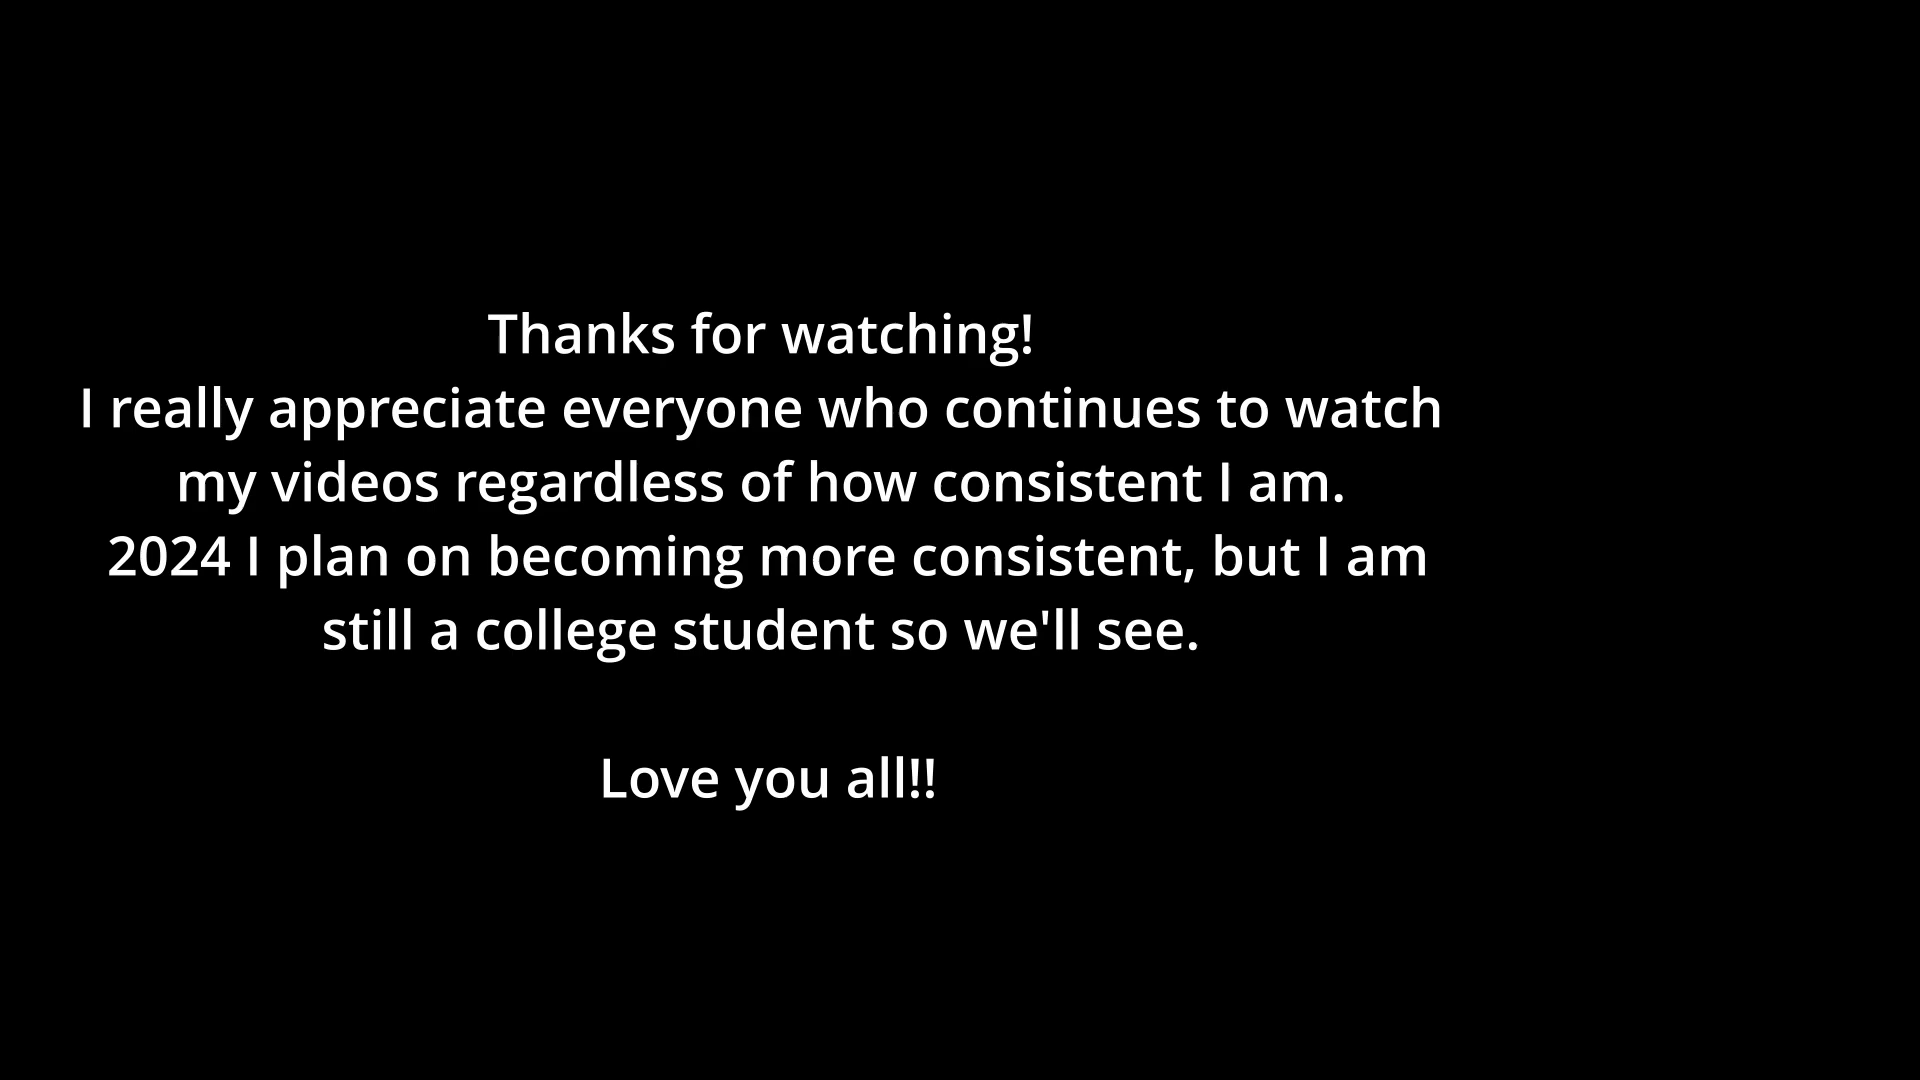 Thanks for watching!
I really appreciate everyone who continues to watch
my videos regardless of how consistent I am.
2024 I plan on becoming more consistent, but I am
still a college student so we'll see.
Love you all!!